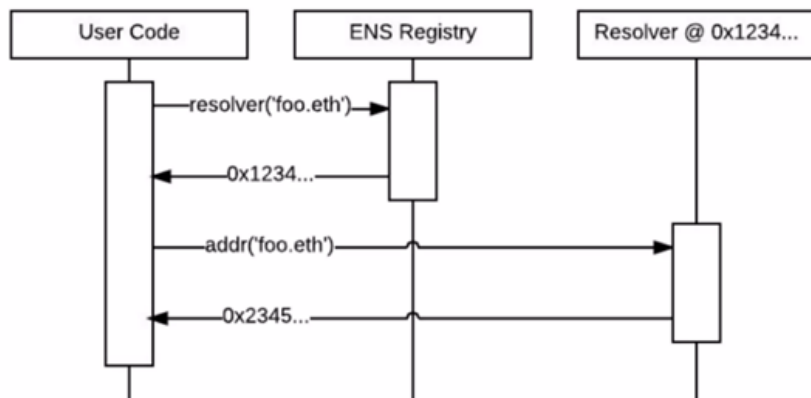 User Code
ENS Registry
Resolver @ 0x1234...
resolver('foo.eth')
0x1234...
addr('foo.eth')
0x2345...